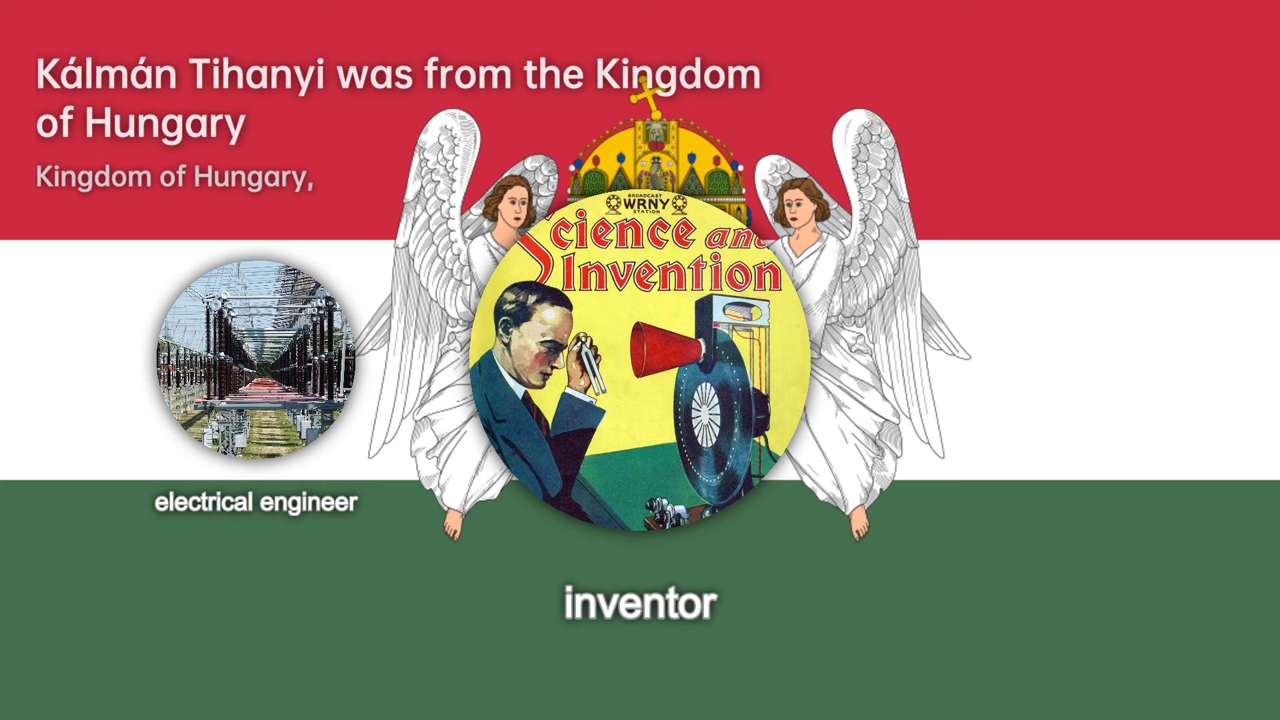 Kálmán Tihanyi was from the Kingdom
of Hungary
Kingdom of Hungary,
BROADCAST
WRNY
STATION
Science and
Invention
electrical engineer
inventor